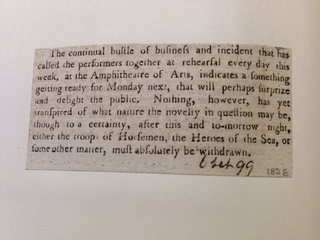 The continual bustle of business and incident that has
called the performers together at rehearsal every day this
week, at the Amphitheatre of Arts, indicates a something
getting ready for Monday next, that will perhaps surprize
and delight the public. Nothing, however, has yet
transpired of what nature the novelty in question may be,
though to a certainty, after this and to-morrow night,
either the troop of Horsemen, the Heroes of the Sea, or
some other matter, must absolutely be withdrawn.
99